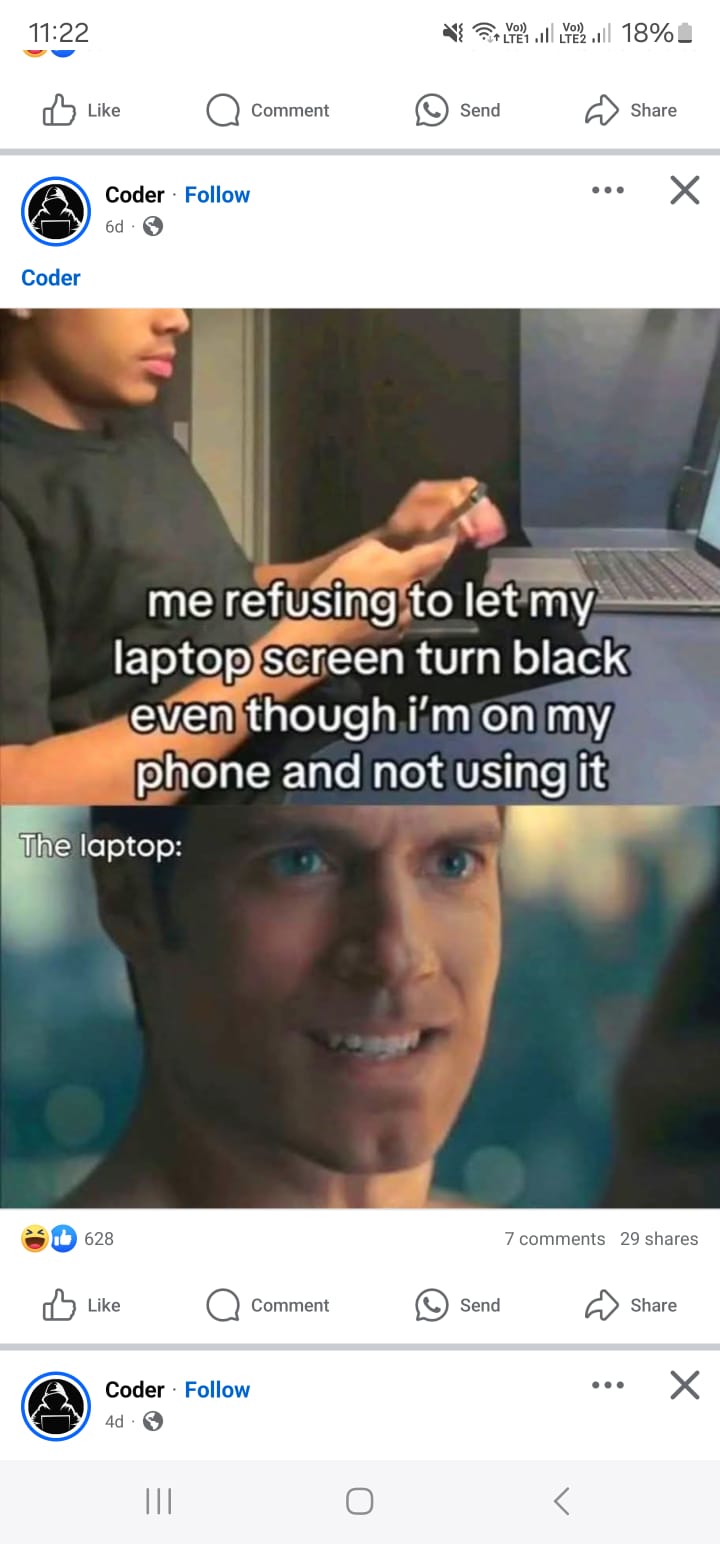 11:22
Vo)) LTE1 Vo)) LTE2 18%
Like Comment Send Share
Coder · Follow
6d ·
Coder
me refusing to let my
laptop screen turn black
even though i'm on my
phone and not using it
The laptop:
628 7 comments 29 shares
Like Comment Send Share
Coder · Follow
4d ·